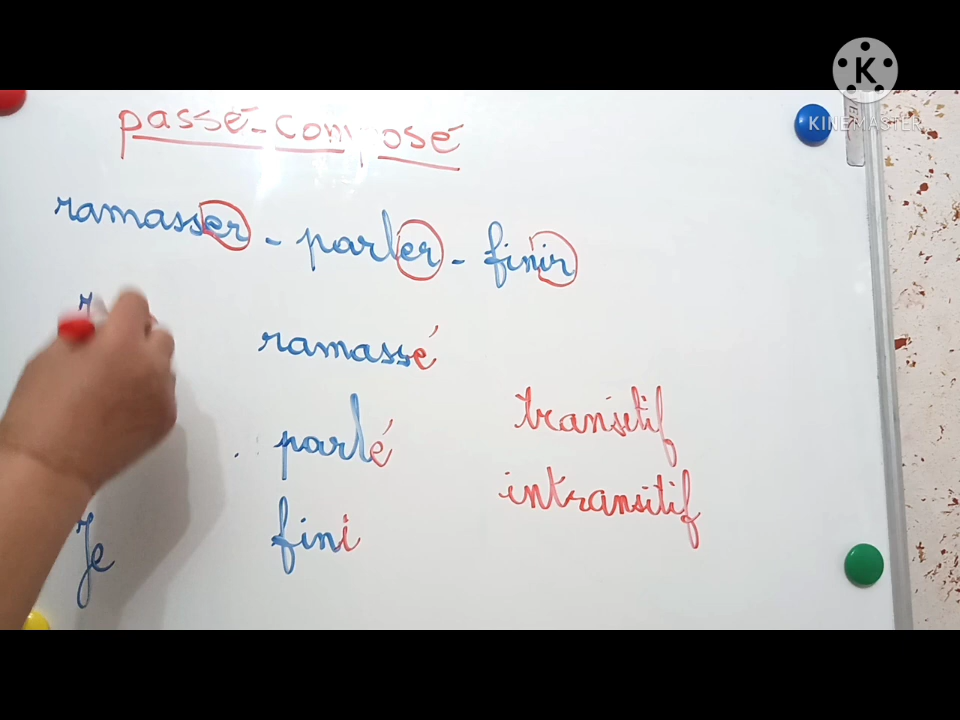 K
KINEMASTER
passé-composé
ramasser - parler - finir
ramassé
parlé
transitif
intransitif
Je
fini